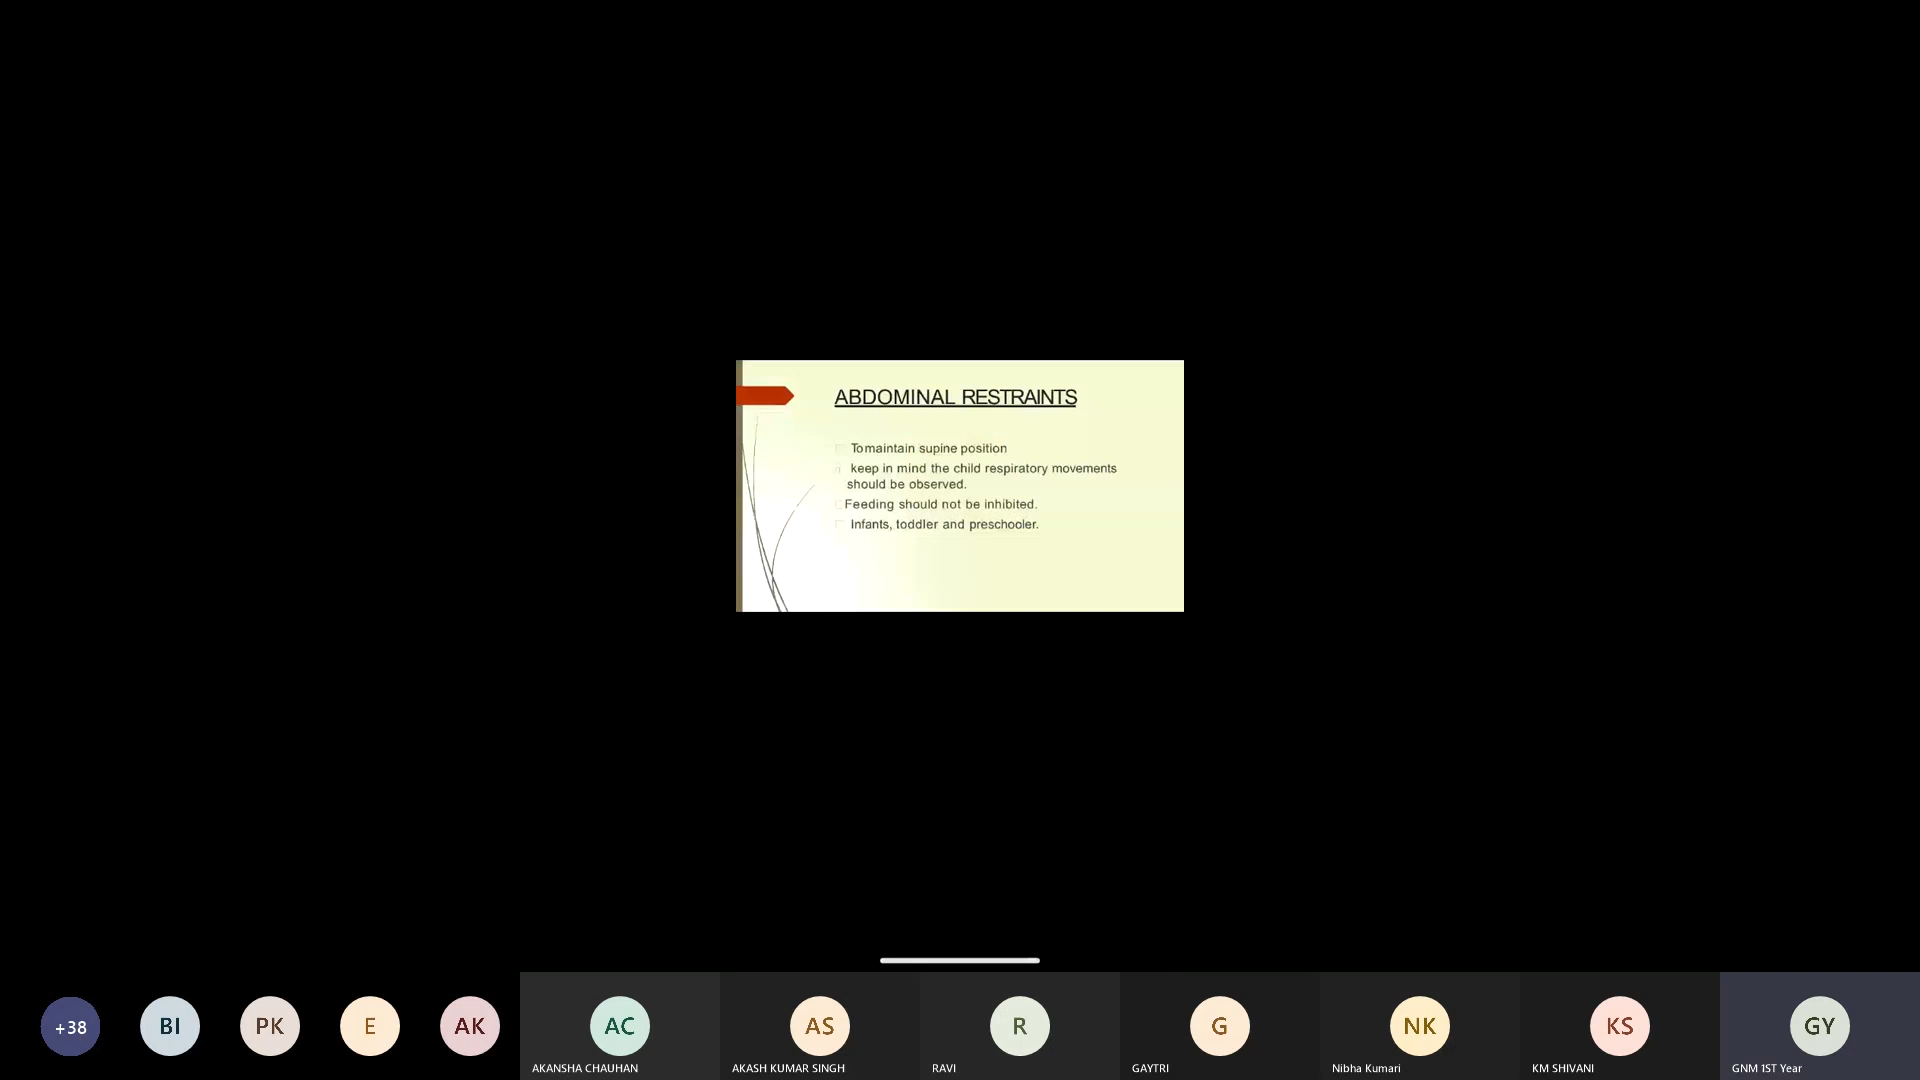 ABDOMINAL RESTRAINTS
Tomaintain supine position
keep in mind the child respiratory movements
should be observed.
Feeding should not be inhibited.
Infants, toddler and preschooler.
+38
BI
PK
E
AK
AC
AS
R
G
NK
KS
GY
AKANSHA CHAUHAN
AKASH KUMAR SINGH
RAVI
GAYTRI
Nibha Kumari
KM SHIVANI
GNM 1ST Year